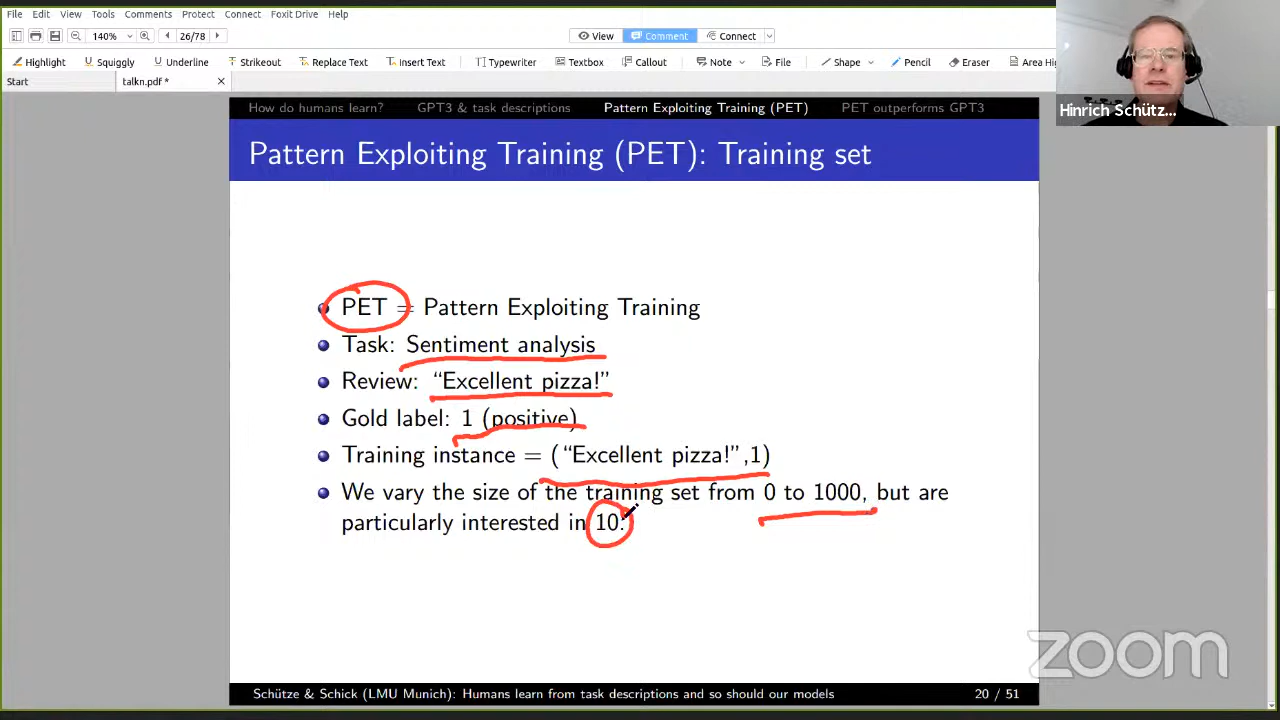 File Edit View Tools Comments Protect Connect Foxit Drive Help
140% 26/78 View Comment Connect
Highlight Squiggly Underline Strikeout Replace Text Insert Text Typewriter Textbox Callout Note File Shape Pencil Eraser Area Hig
Start talkn.pdf *
Hinrich Schütz...
How do humans learn? GPT3 & task descriptions Pattern Exploiting Training (PET) PET outperforms GPT3
Pattern Exploiting Training (PET): Training set
PET = Pattern Exploiting Training
Task: Sentiment analysis
Review: “Excellent pizza!”
Gold label: 1 (positive)
Training instance = (“Excellent pizza!”,1)
We vary the size of the training set from 0 to 1000, but are
particularly interested in 10.
zoom
Schütze & Schick (LMU Munich): Humans learn from task descriptions and so should our models 20 / 51